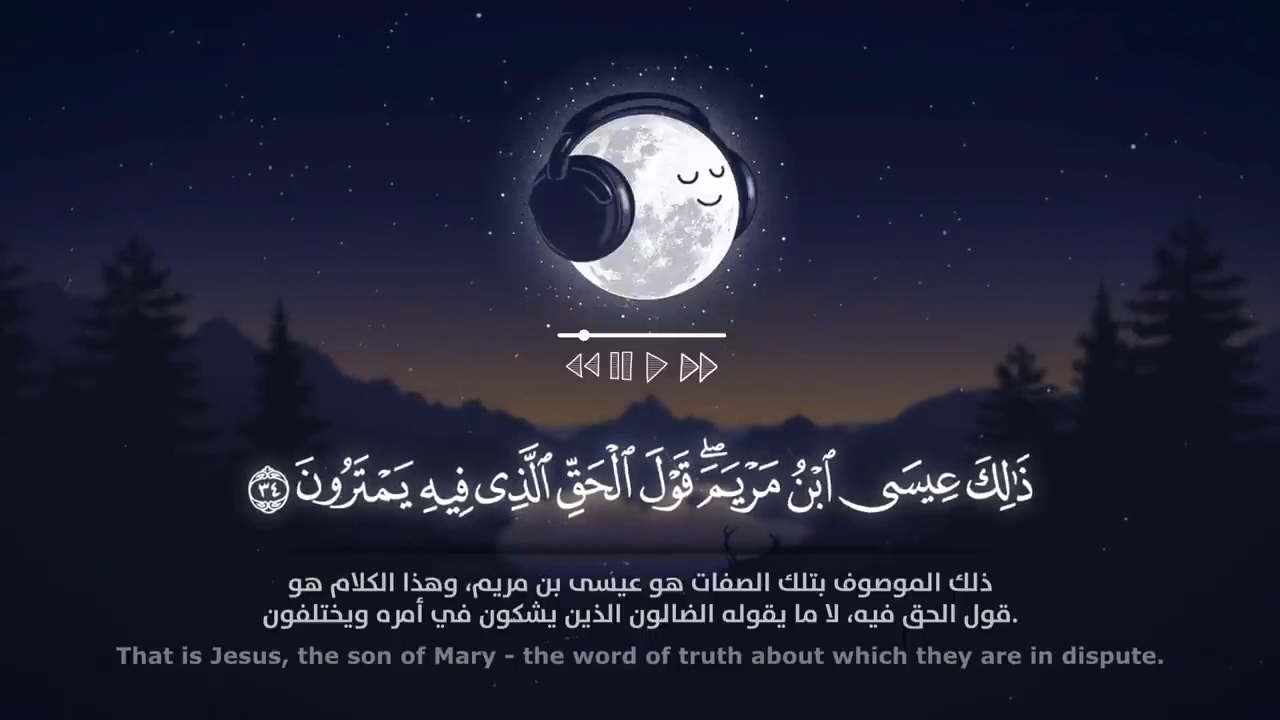 ذَٰلِكَ عِيسَى ٱبْنُ مَرْيَمَ ۖ قَوْلَ ٱلْحَقِّ ٱلَّذِى فِيهِ يَمْتَرُونَ ٣٤
ذلك الموصوف بتلك الصفات هو عيسى بن مريم، وهذا الكلام هو
قول الحق فيه، لا ما يقوله الضالون الذين يشكون في أمره ويختلفون.
That is Jesus, the son of Mary - the word of truth about which they are in dispute.